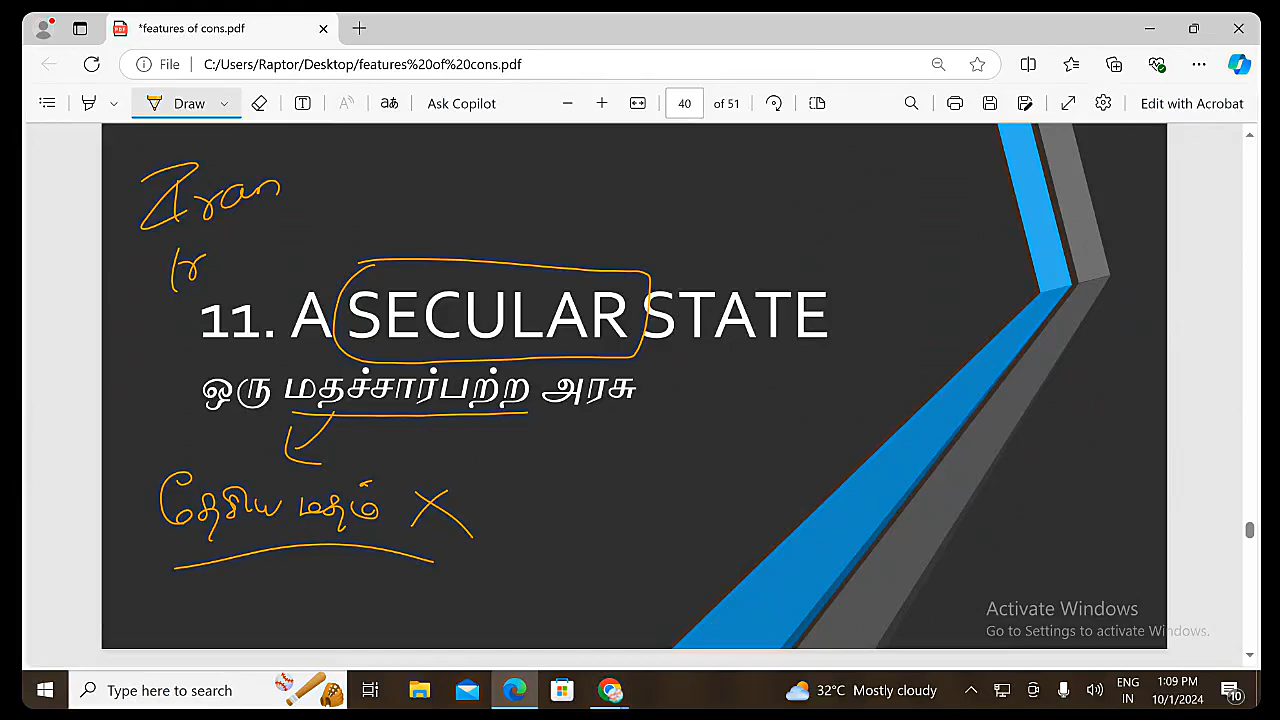 *features of cons.pdf
File C:/Users/Raptor/Desktop/features%20of%20cons.pdf
Draw Ask Copilot 40 of 51 Edit with Acrobat
Iran
11. A SECULAR STATE
ஒரு மதச்சார்பற்ற அரசு
தேசிய மதம் X
Activate Windows
Go to Settings to activate Windows.
Type here to search
32°C Mostly cloudy
ENG
IN
1:09 PM
10/1/2024
10